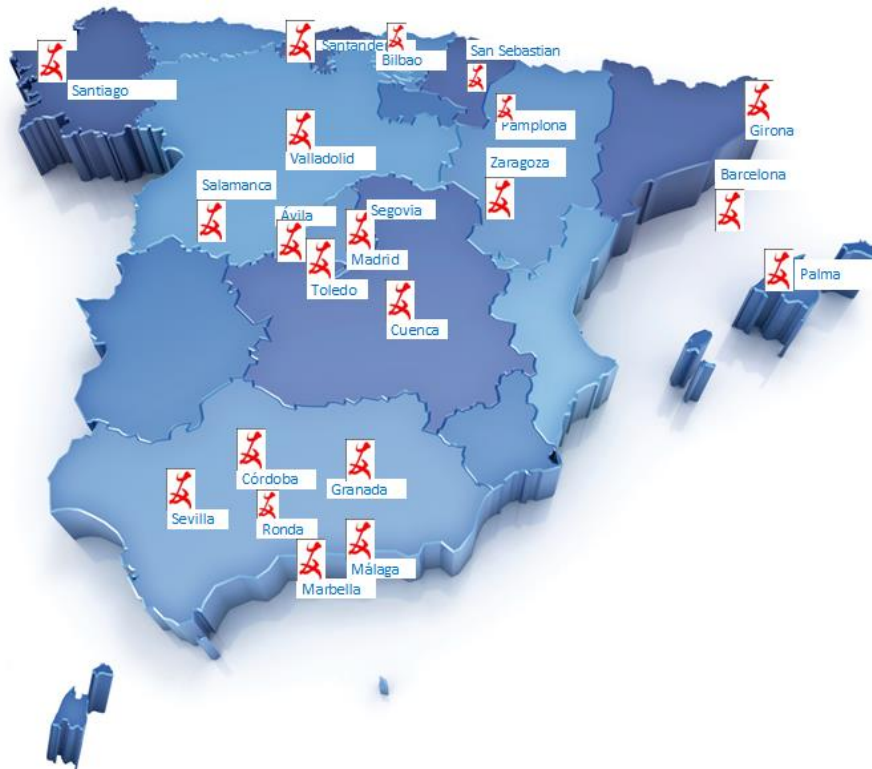 Santander
Bilbao
San Sebastian
Santiago
Pamplona
Girona
Valladolid
Zaragoza
Barcelona
Salamanca
Ávila
Segovia
Madrid
Palma
Toledo
Cuenca
Córdoba
Granada
Sevilla
Ronda
Málaga
Marbella